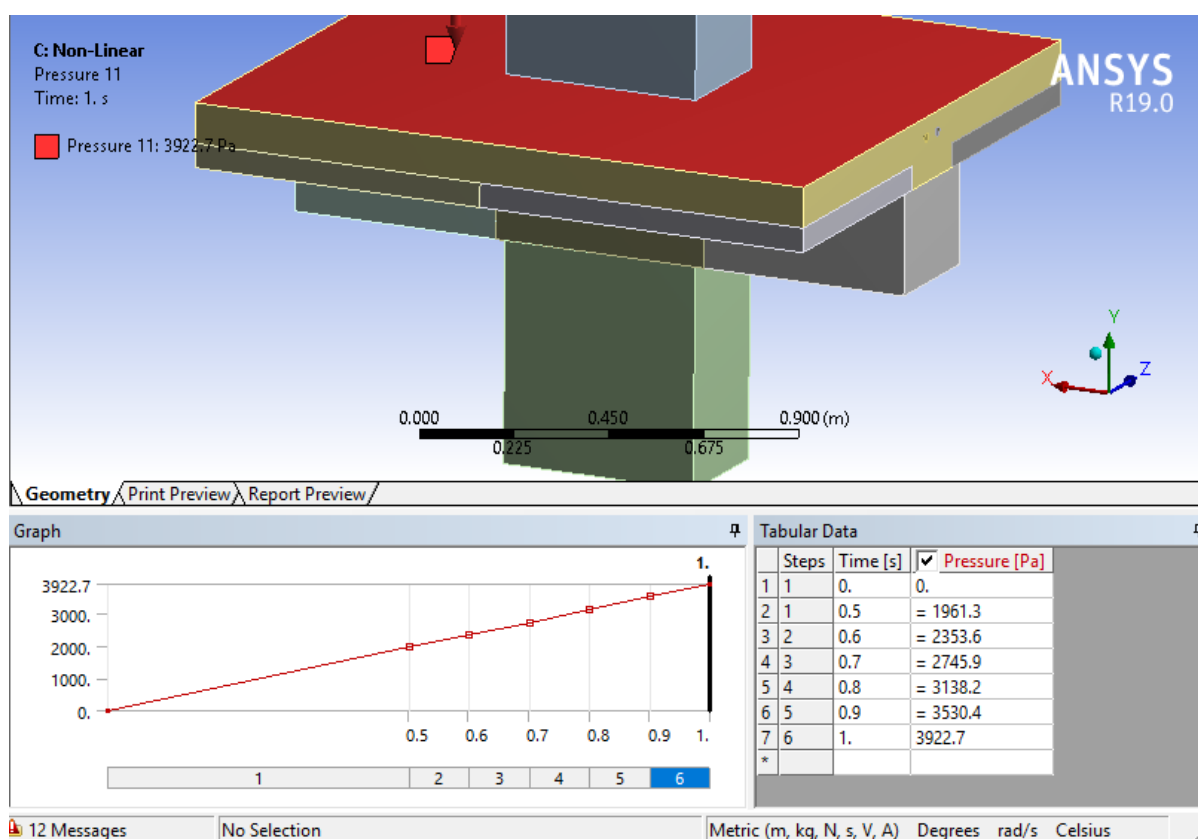 C: Non-Linear
Pressure 11
Time: 1. s
Pressure 11: 3922.7 Pa
ANSYS
R19.0
Y
X
Z
0.000 0.450 0.900 (m)
0.225 0.675
Geometry Print Preview Report Preview
Graph
1.
3922.7
3000.
2000.
1000.
0.
0.5 0.6 0.7 0.8 0.9 1.
1 2 3 4 5 6
Tabular Data
Steps Time [s] Pressure [Pa]
1 1 0. 0.
2 1 0.5 = 1961.3
3 2 0.6 = 2353.6
4 3 0.7 = 2745.9
5 4 0.8 = 3138.2
6 5 0.9 = 3530.4
7 6 1. 3922.7
*
12 Messages No Selection Metric (m, kg, N, s, V, A) Degrees rad/s Celsius